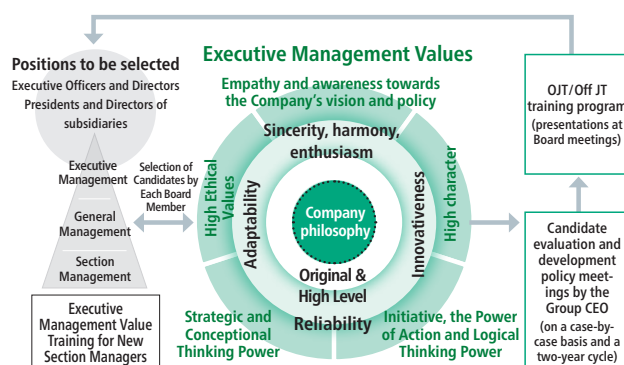 Executive Management Values
Positions to be selected
Executive Officers and Directors
Presidents and Directors of
subsidiaries
Executive
Management
General
Management
Section
Management
Executive
Management Value
Training for New
Section Managers
Selection of
Candidates by
Each Board
Member
Empathy and awareness towards
the Company's vision and policy
High Ethical
Values
High character
Strategic and
Conceptional
Thinking Power
Initiative, the Power
of Action and Logical
Thinking Power
Sincerity, harmony,
enthusiasm
Adaptability
Innovativeness
Reliability
Company
philosophy
Original &
High Level
OJT/Off JT
training program
(presentations at
Board meetings)
Candidate
evaluation and
development
policy meet-
ings by the
Group CEO
(on a case-by-
case basis and a
two-year cycle)